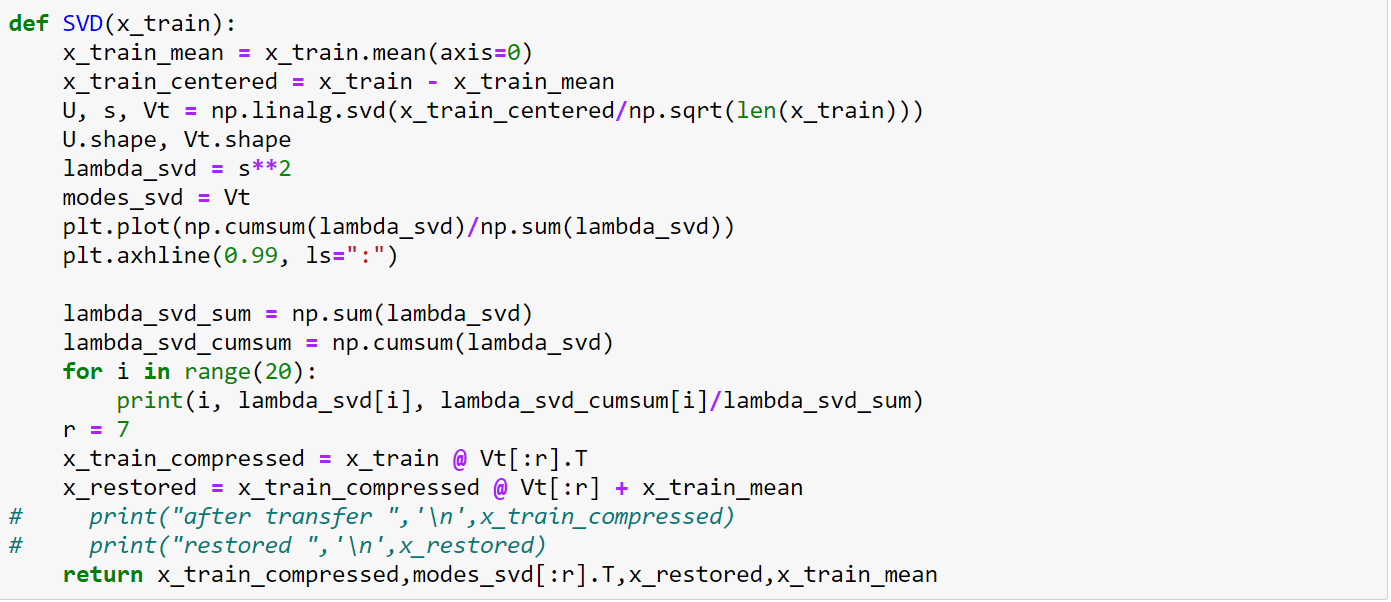 def SVD(x_train):
    x_train_mean = x_train.mean(axis=0)
    x_train_centered = x_train - x_train_mean
    U, s, Vt = np.linalg.svd(x_train_centered/np.sqrt(len(x_train)))
    U.shape, Vt.shape
    lambda_svd = s**2
    modes_svd = Vt
    plt.plot(np.cumsum(lambda_svd)/np.sum(lambda_svd))
    plt.axhline(0.99, ls=":")

    lambda_svd_sum = np.sum(lambda_svd)
    lambda_svd_cumsum = np.cumsum(lambda_svd)
    for i in range(20):
        print(i, lambda_svd[i], lambda_svd_cumsum[i]/lambda_svd_sum)
    r = 7
    x_train_compressed = x_train @ Vt[:r].T
    x_restored = x_train_compressed @ Vt[:r] + x_train_mean
#     print("after transfer ",'\n',x_train_compressed)
#     print("restored ",'\n',x_restored)
    return x_train_compressed,modes_svd[:r].T,x_restored,x_train_mean